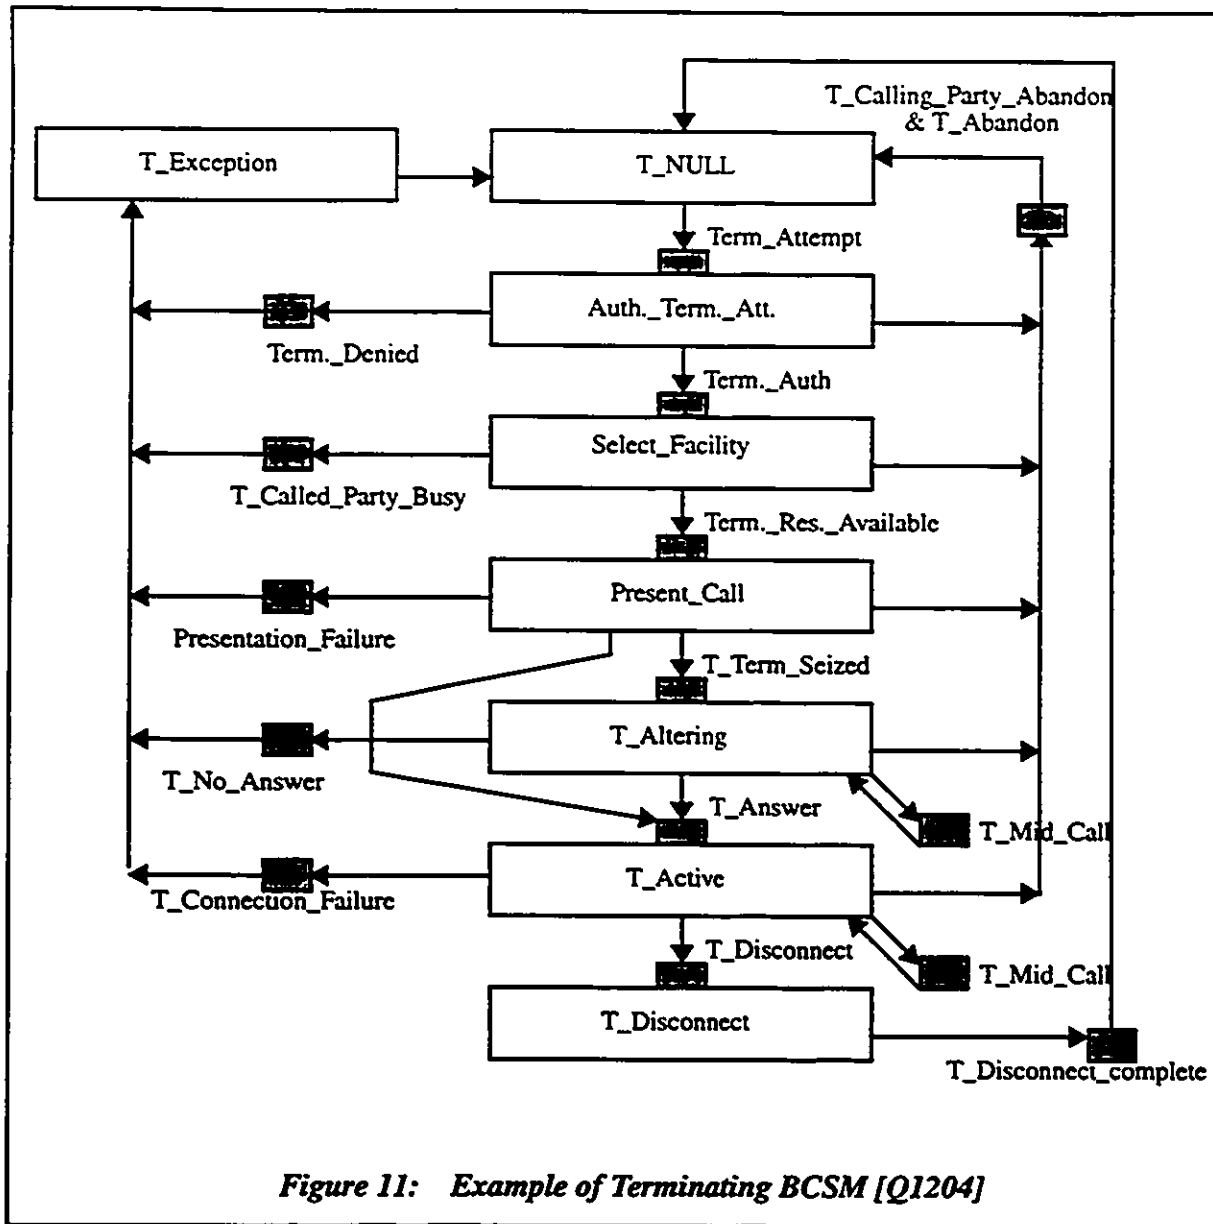 T_Calling_Party_Abandon
& T_Abandon
T_Exception
T_NULL
Term_Attempt
Auth._Term._Att.
Term._Denied
Term._Auth
Select_Facility
T_Called_Party_Busy
Term._Res._Available
Present_Call
Presentation_Failure
T_Term_Seized
T_Altering
T_No_Answer
T_Answer
T_Mid_Call
T_Active
T_Connection_Failure
T_Disconnect
T_Mid_Call
T_Disconnect
T_Disconnect_complete
Figure 11: Example of Terminating BCSM [Q1204]